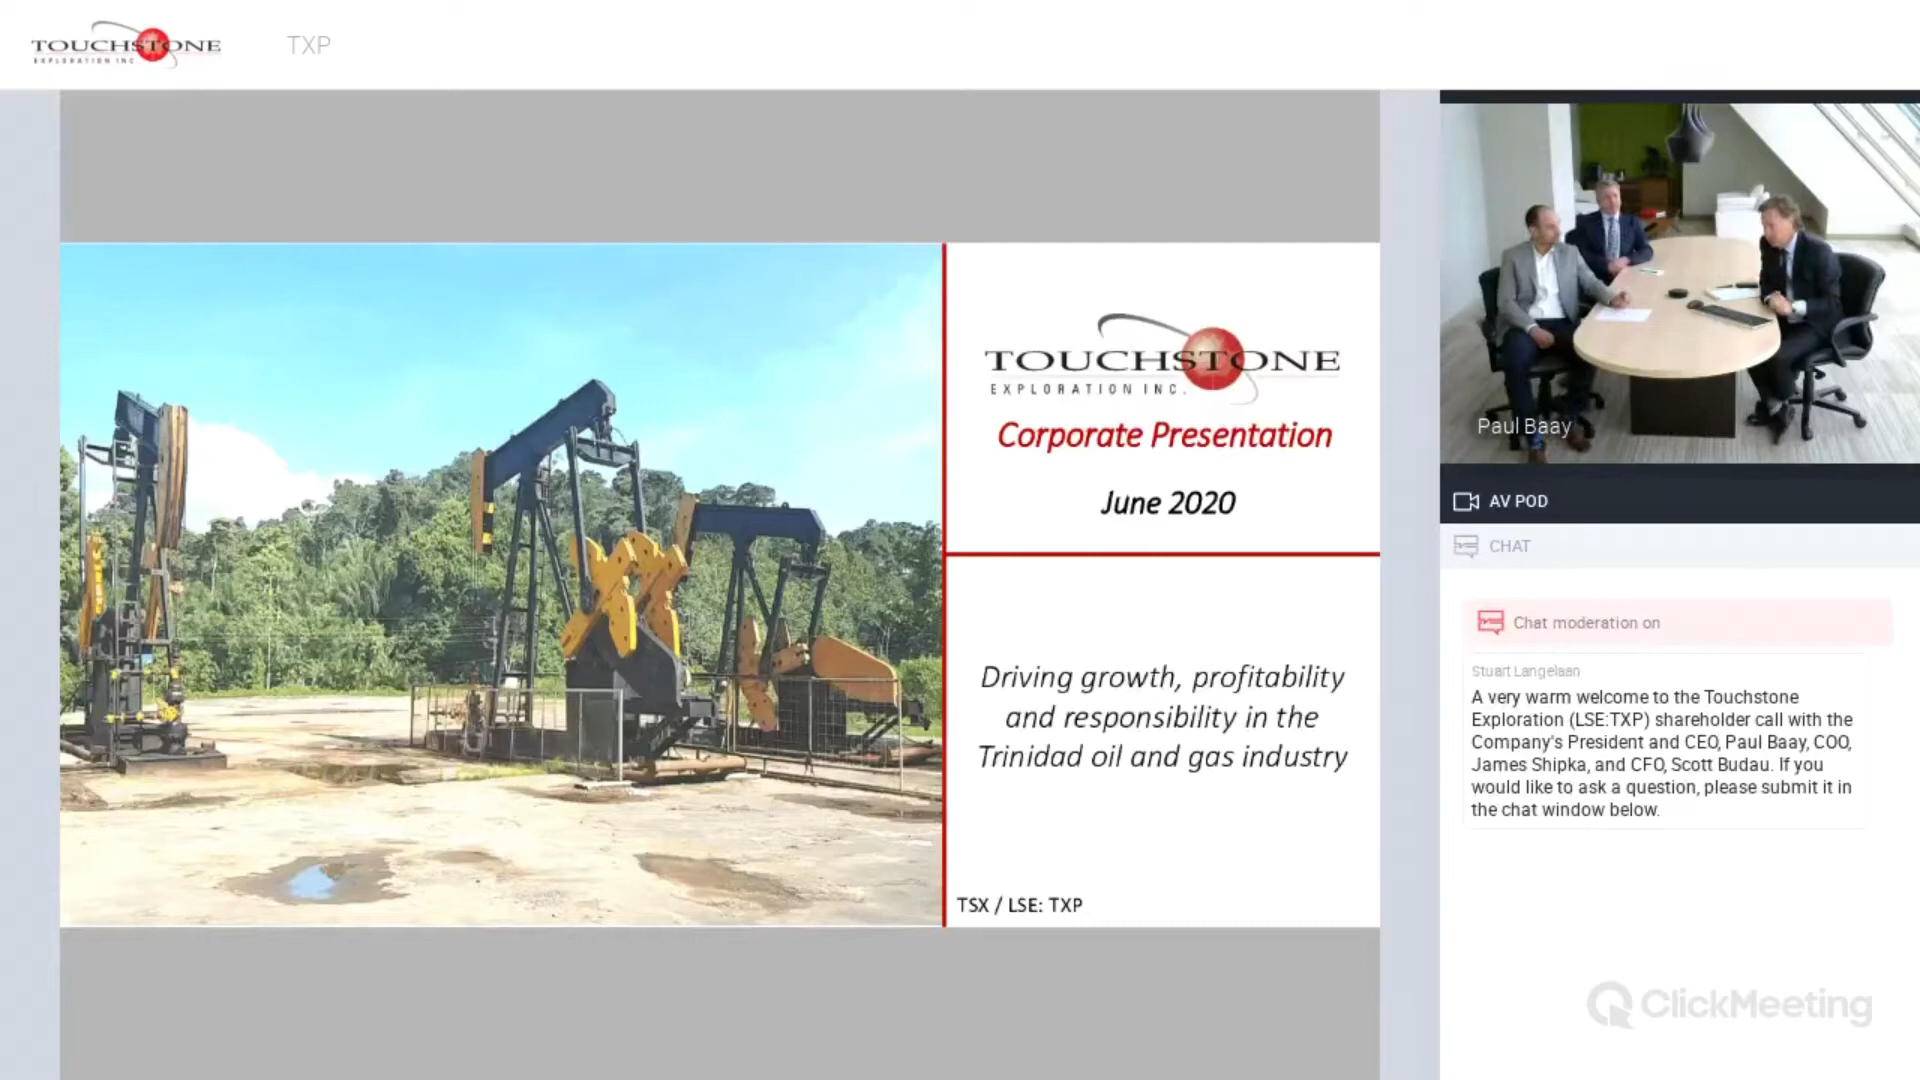 TOUCHSTONE
EXPLORATION INC.
TXP
TOUCHSTONE
EXPLORATION INC.
Corporate Presentation
June 2020
Driving growth, profitability
and responsibility in the
Trinidad oil and gas industry
TSX / LSE: TXP
Paul Baay
AV POD
CHAT
Chat moderation on
Stuart Langelaan
A very warm welcome to the Touchstone
Exploration (LSE:TXP) shareholder call with the
Company's President and CEO, Paul Baay, COO,
James Shipka, and CFO, Scott Budau. If you
would like to ask a question, please submit it in
the chat window below.
ClickMeeting